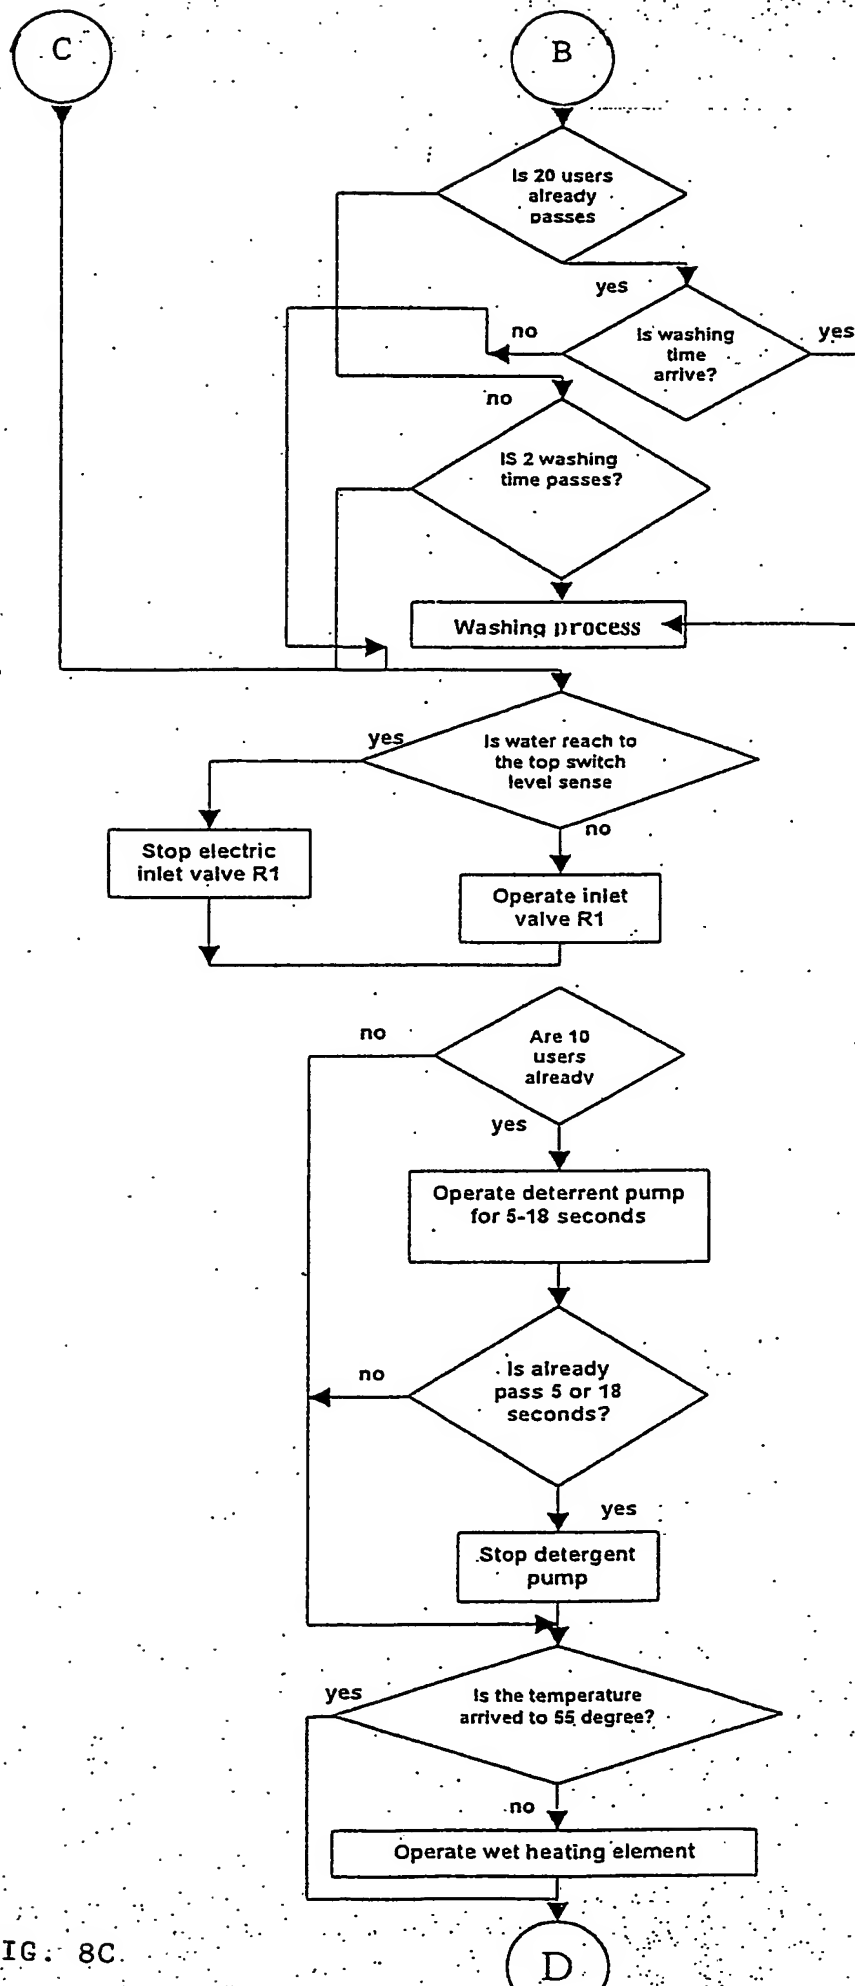 C
B
Is 20 users
already
passes
yes
no
Is washing
time
arrive?
yes
no
IS 2 washing
time passes?
Washing process
yes
Is water reach to
the top switch
level sense
no
Stop electric
inlet valve R1
Operate inlet
valve R1
no
Are 10
users
already
yes
Operate deterrent pump
for 5-18 seconds
no
Is already
pass 5 or 18
seconds?
yes
Stop detergent
pump
yes
Is the temperature
arrived to 55 degree?
no
Operate wet heating element
IG. 8C
D